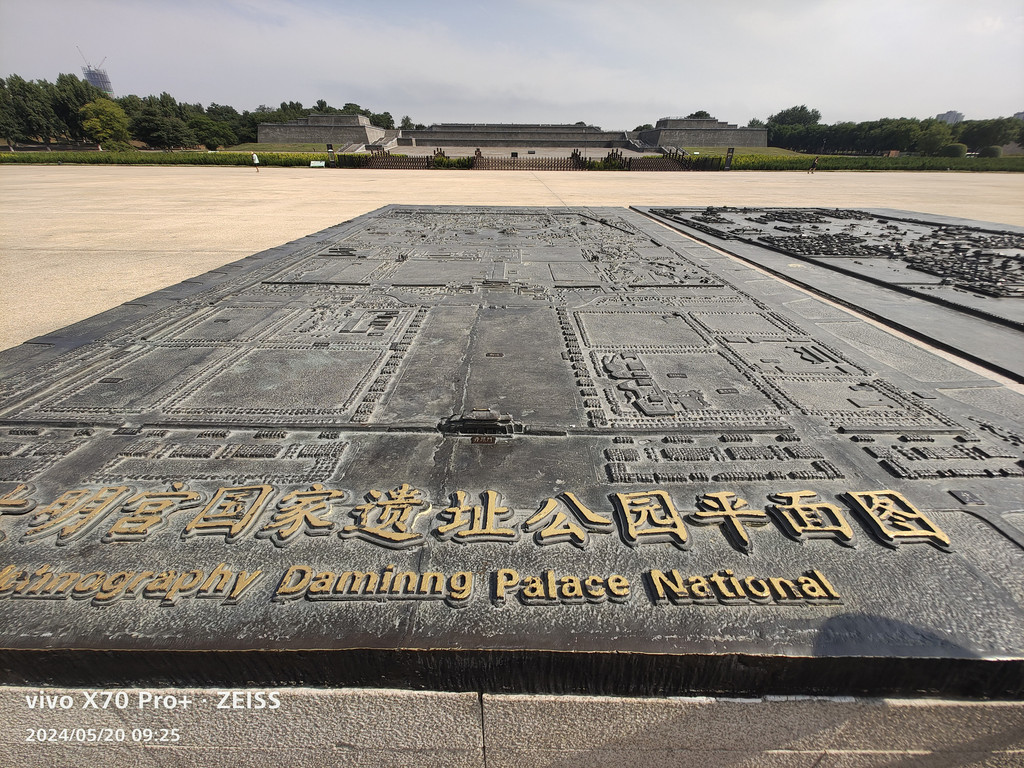 大明宫国家遗址公园平面图
Daminng Palace National
vivo X70 Pro+ · ZEISS
2024/05/20 09:25